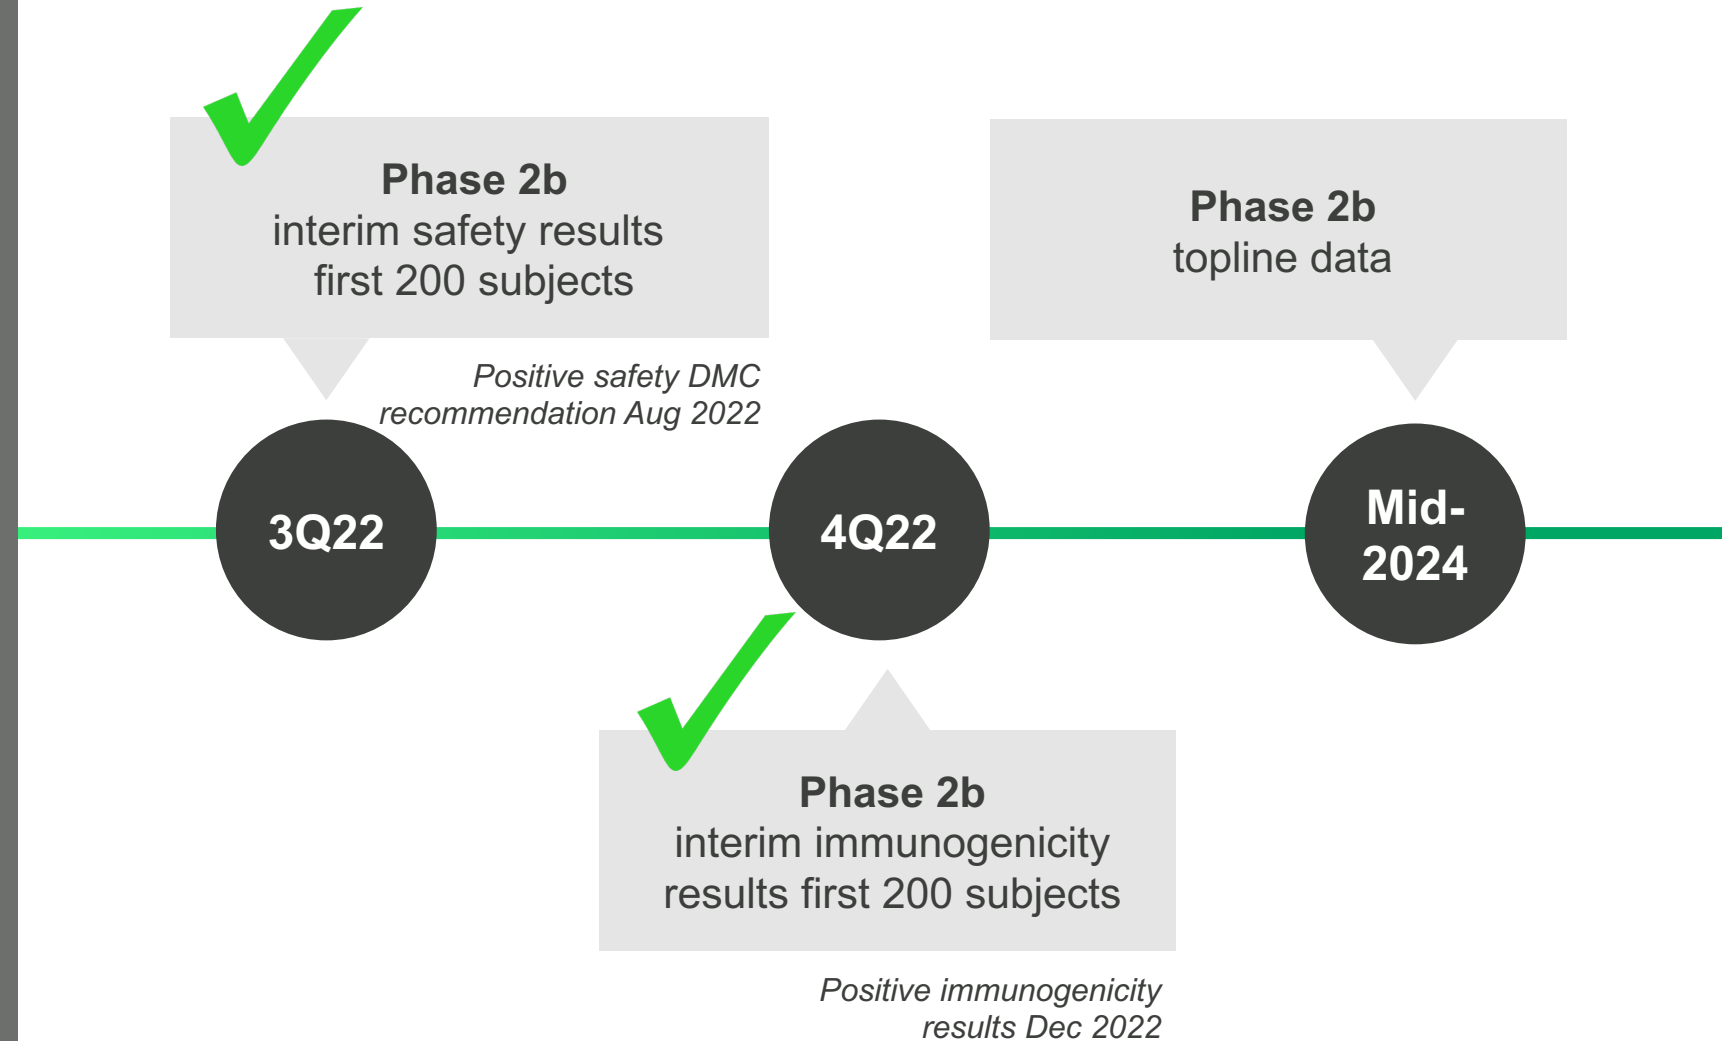 Phase 2b
interim safety results
first 200 subjects
Positive safety DMC
recommendation Aug 2022
Phase 2b
topline data
3Q22
4Q22
Mid-
2024
Phase 2b
interim immunogenicity
results first 200 subjects
Positive immunogenicity
results Dec 2022